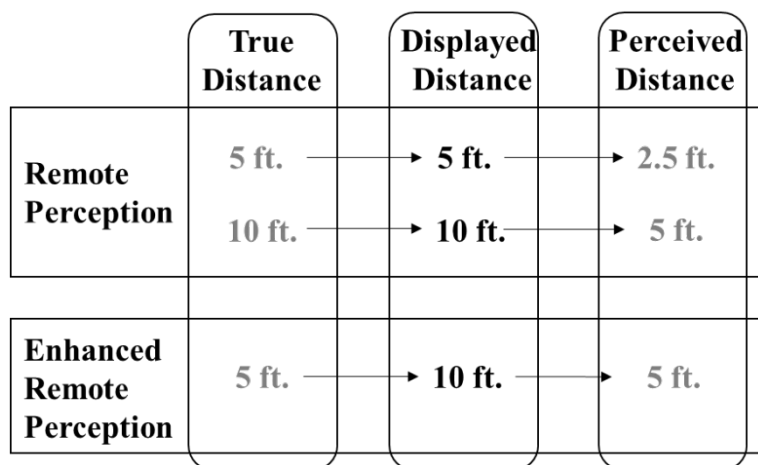 True Distance
Displayed Distance
Perceived Distance
Remote Perception
5 ft.
5 ft.
2.5 ft.
10 ft.
10 ft.
5 ft.
Enhanced Remote Perception
5 ft.
10 ft.
5 ft.